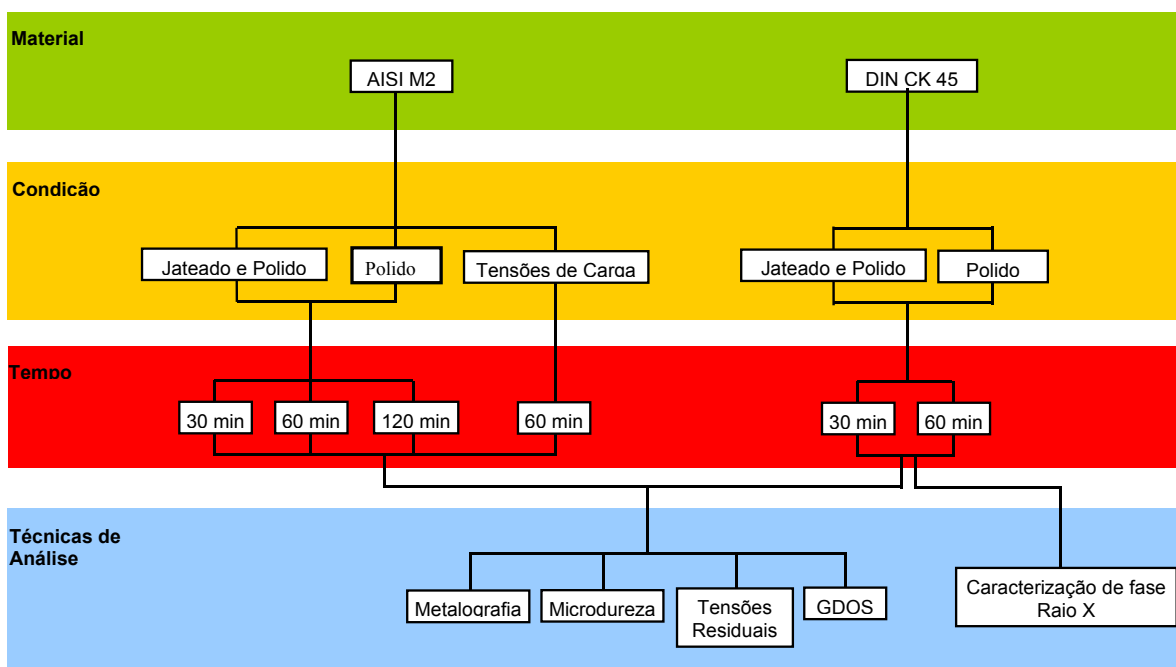 Material
AISI M2
DIN CK 45
Condição
Jateado e Polido
Polido
Tensões de Carga
Jateado e Polido
Polido
Tempo
30 min
60 min
120 min
60 min
30 min
60 min
Técnicas de
Análise
Metalografia
Microdureza
Tensões
Residuais
GDOS
Caracterização de fase
Raio X